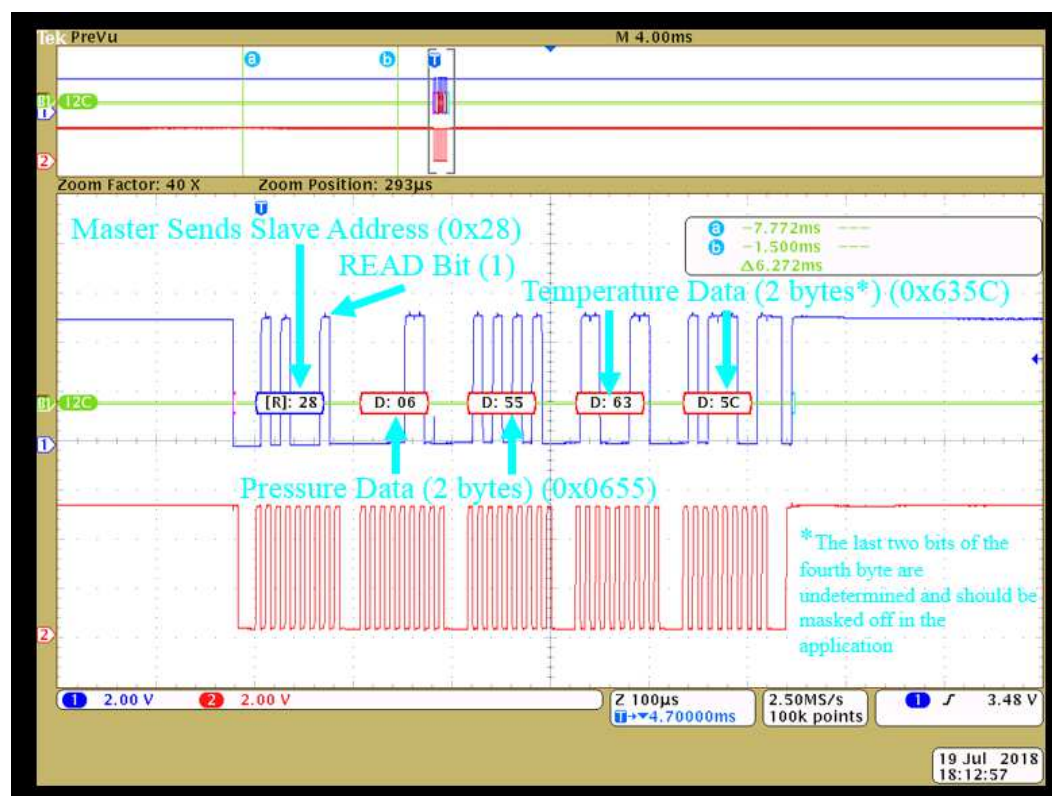 Tek PreVu M 4.00ms
a b T
B1 I2C
1
2
Zoom Factor: 40 X Zoom Position: 293µs
T
Master Sends Slave Address (0x28)
a -7.772ms ---
b -1.500ms ---
Δ6.272ms
READ Bit (1)
Temperature Data (2 bytes*) (0x635C)
B1 I2C [R]: 28 D: 06 D: 55 D: 63 D: 5C
1
Pressure Data (2 bytes) (0x0655)
*The last two bits of the
fourth byte are
undetermined and should be
masked off in the
application
2
1 2.00 V 2 2.00 V Z 100µs 2.50MS/s 1 3.48 V
T→▼4.70000ms 100k points
19 Jul 2018
18:12:57